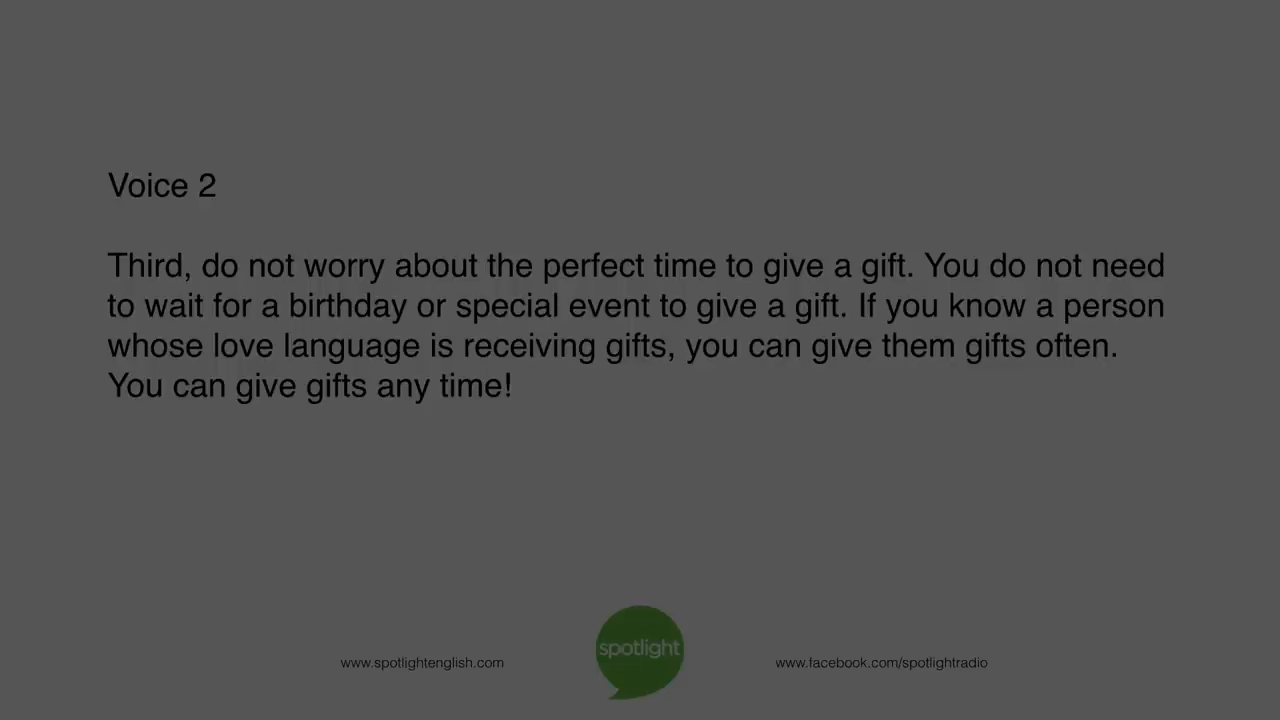 Voice 2
Third, do not worry about the perfect time to give a gift. You do not need
to wait for a birthday or special event to give a gift. If you know a person
whose love language is receiving gifts, you can give them gifts often.
You can give gifts any time!
spotlight
www.spotlightenglish.com
www.facebook.com/spotlightradio